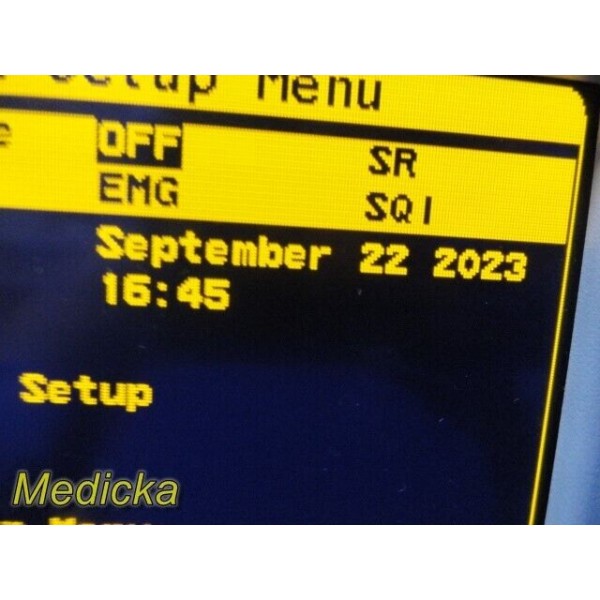 Setup Menu
OFF SR
EMG SQI
September 22 2023
16:45
Setup
Medicka